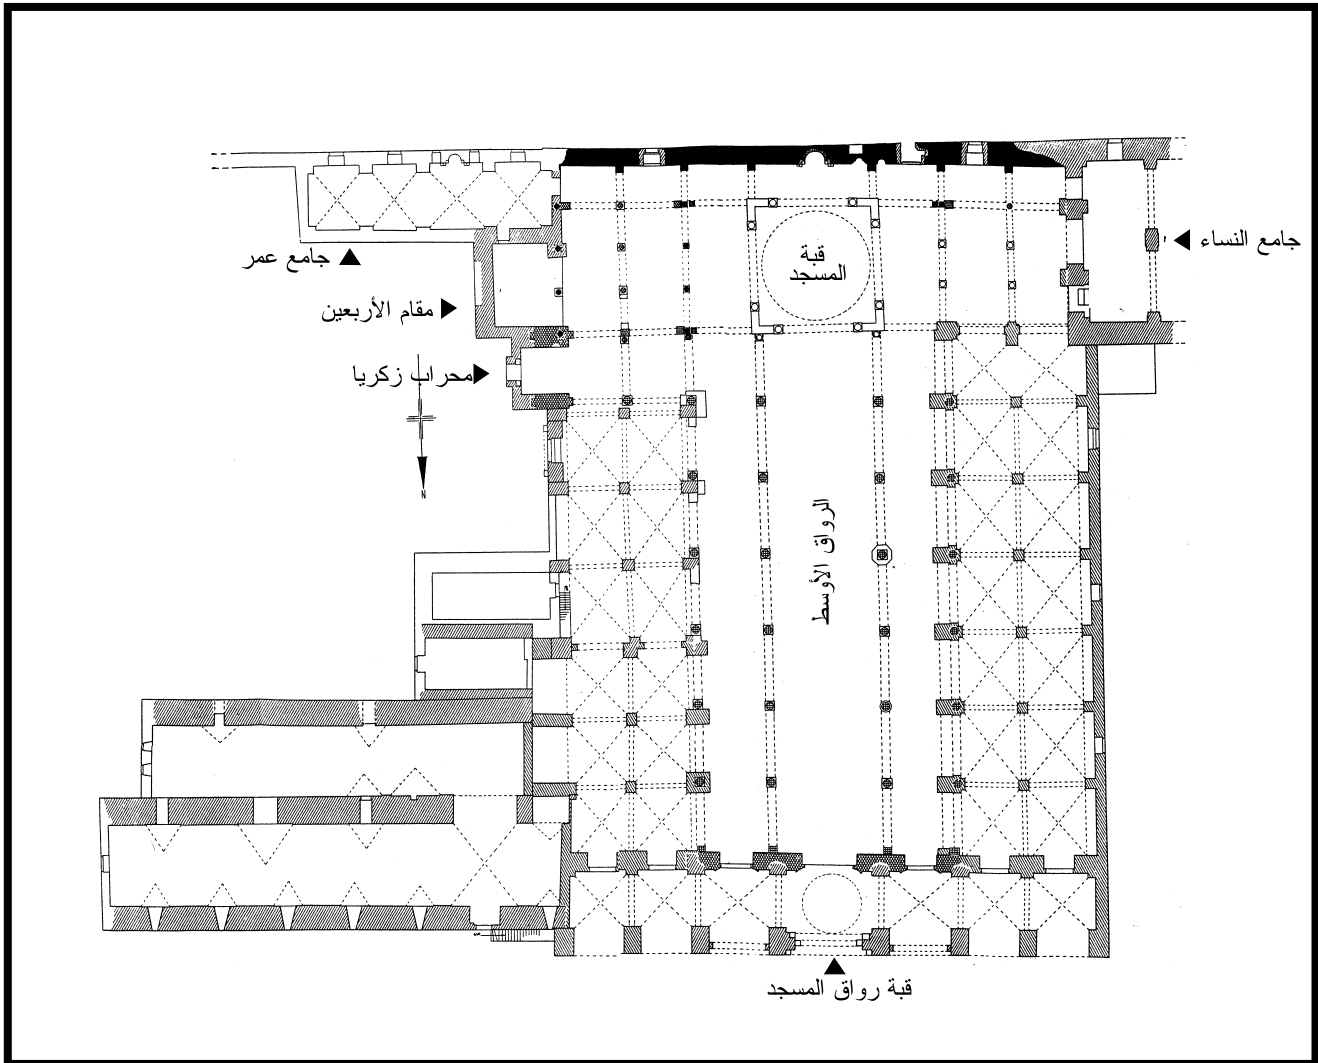 جامع النساء
جامع عمر
قبة
المسجد
مقام الأربعين
محراب زكريا
N
الرواق الأوسط
قبة رواق المسجد